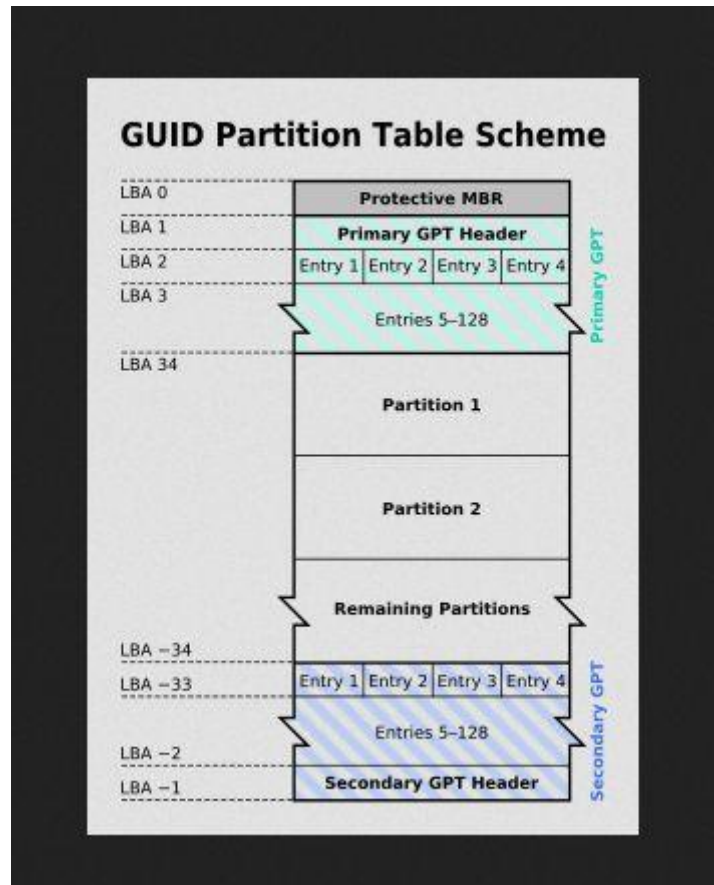 GUID Partition Table Scheme
LBA 0
Protective MBR
LBA 1
Primary GPT Header
LBA 2
Entry 1 Entry 2 Entry 3 Entry 4
LBA 3
Entries 5–128
Primary GPT
LBA 34
Partition 1
Partition 2
Remaining Partitions
LBA −34
LBA −33
Entry 1 Entry 2 Entry 3 Entry 4
Entries 5–128
Secondary GPT
LBA −2
LBA −1
Secondary GPT Header